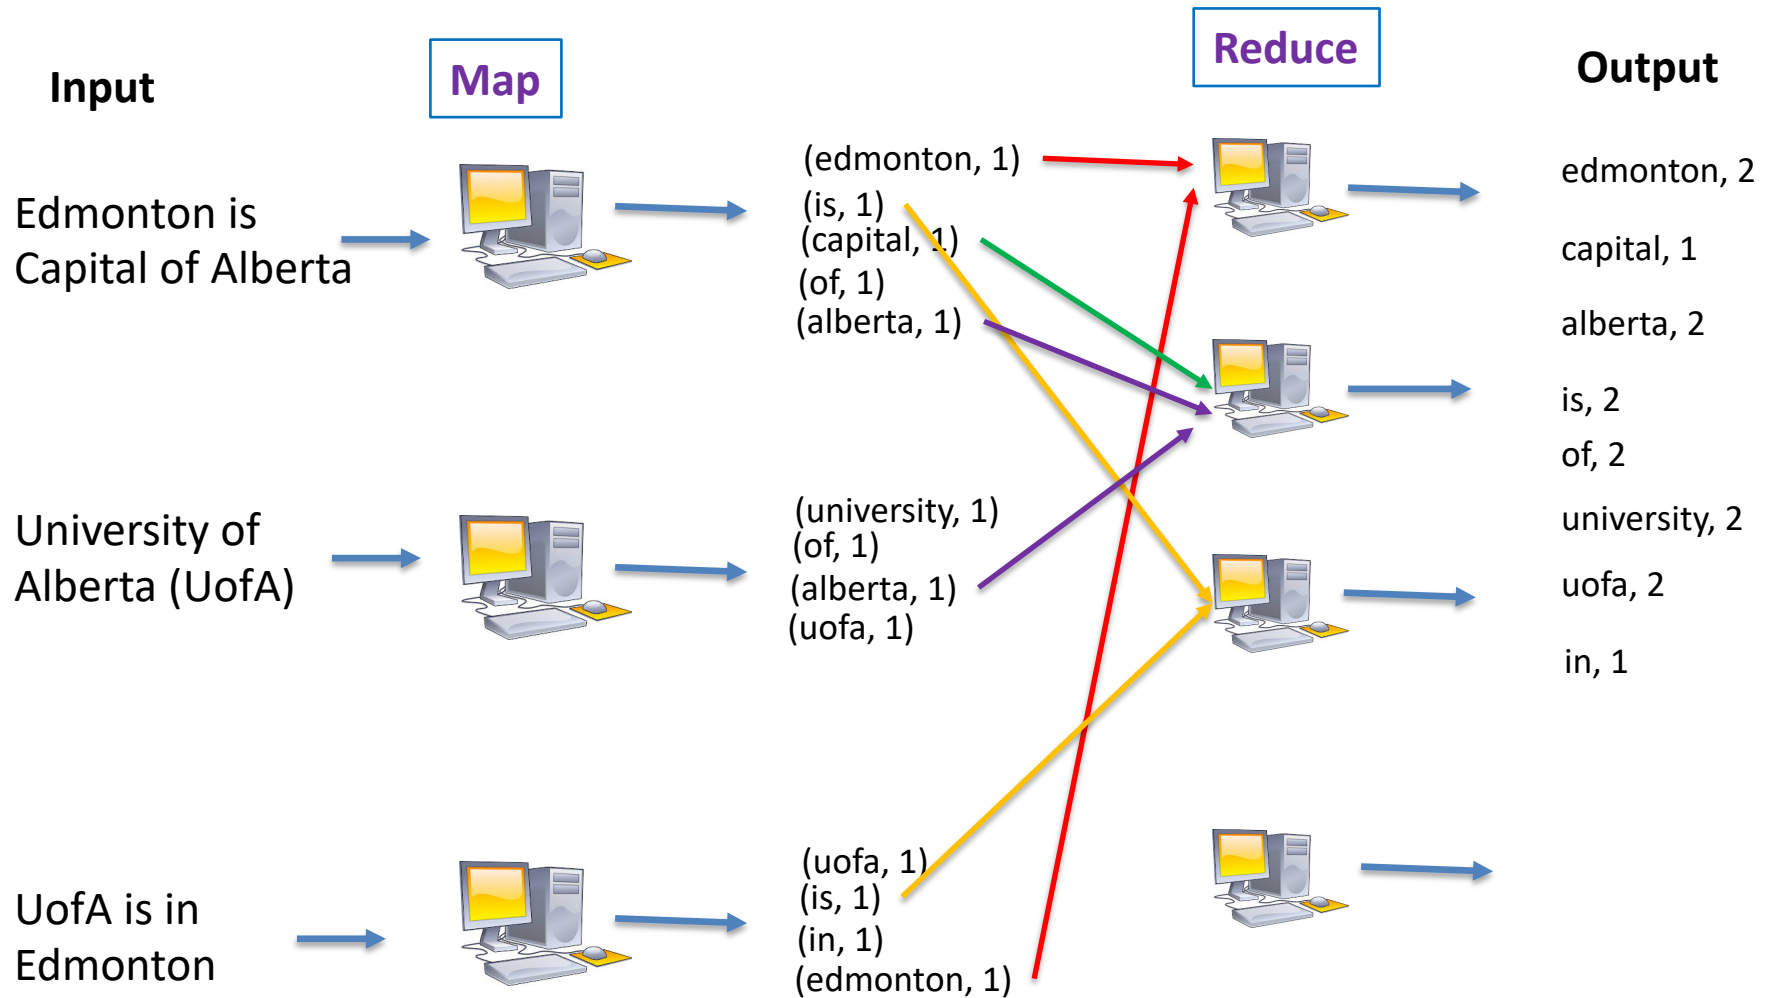 Input
Map
Reduce
Output
Edmonton is
Capital of Alberta
(edmonton, 1)
(is, 1)
(capital, 1)
(of, 1)
(alberta, 1)
University of
Alberta (UofA)
(university, 1)
(of, 1)
(alberta, 1)
(uofa, 1)
UofA is in
Edmonton
(uofa, 1)
(is, 1)
(in, 1)
(edmonton, 1)
edmonton, 2
capital, 1
alberta, 2
is, 2
of, 2
university, 2
uofa, 2
in, 1